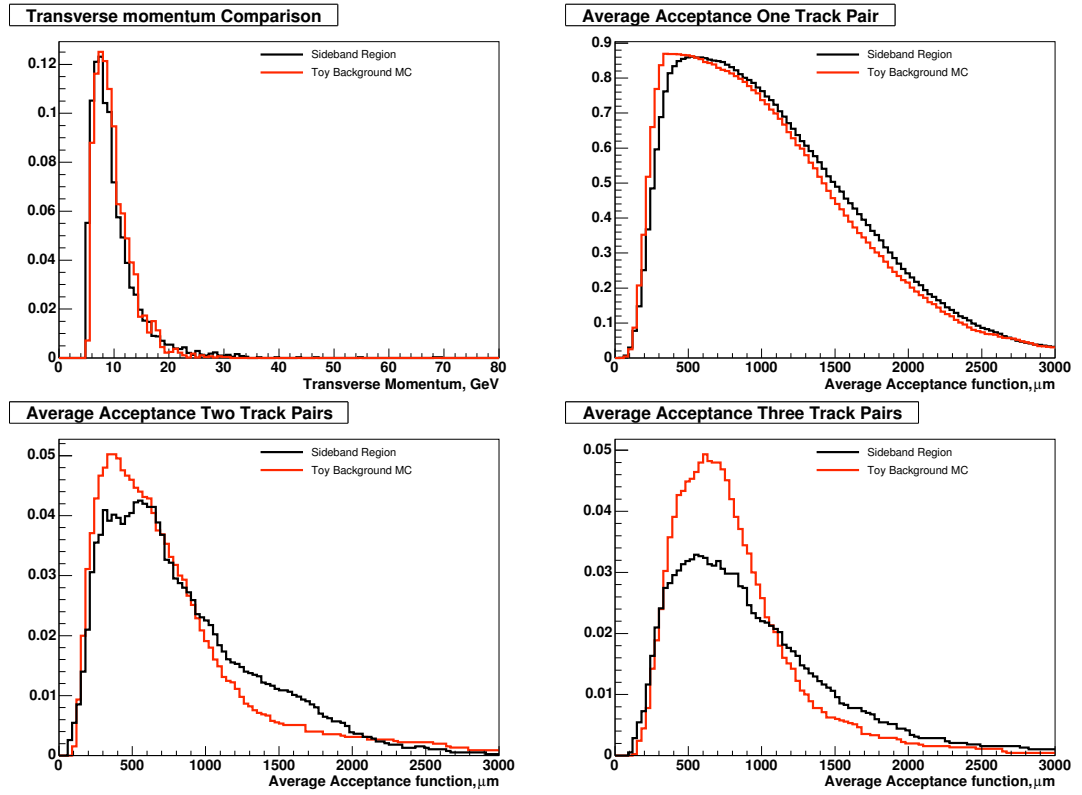 Transverse momentum Comparison
Sideband Region
Toy Background MC
0.12
0.1
0.08
0.06
0.04
0.02
0
0 10 20 30 40 50 60 70 80
Transverse Momentum, GeV
Average Acceptance One Track Pair
Sideband Region
Toy Background MC
0.9
0.8
0.7
0.6
0.5
0.4
0.3
0.2
0.1
0
0 500 1000 1500 2000 2500 3000
Average Acceptance function,μm
Average Acceptance Two Track Pairs
Sideband Region
Toy Background MC
0.05
0.04
0.03
0.02
0.01
0
0 500 1000 1500 2000 2500 3000
Average Acceptance function,μm
Average Acceptance Three Track Pairs
Sideband Region
Toy Background MC
0.05
0.04
0.03
0.02
0.01
0
0 500 1000 1500 2000 2500 3000
Average Acceptance function,μm